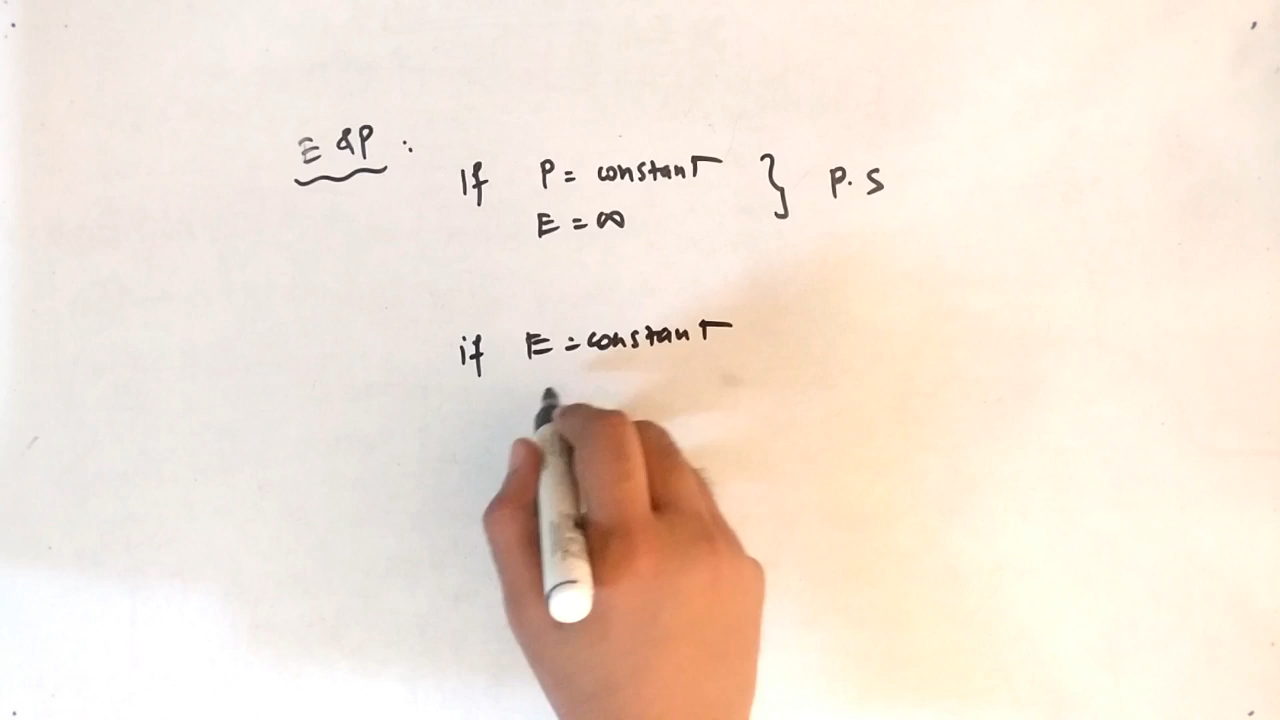 E & P :
If P = constant } P. S
E = ∞
if E = constant